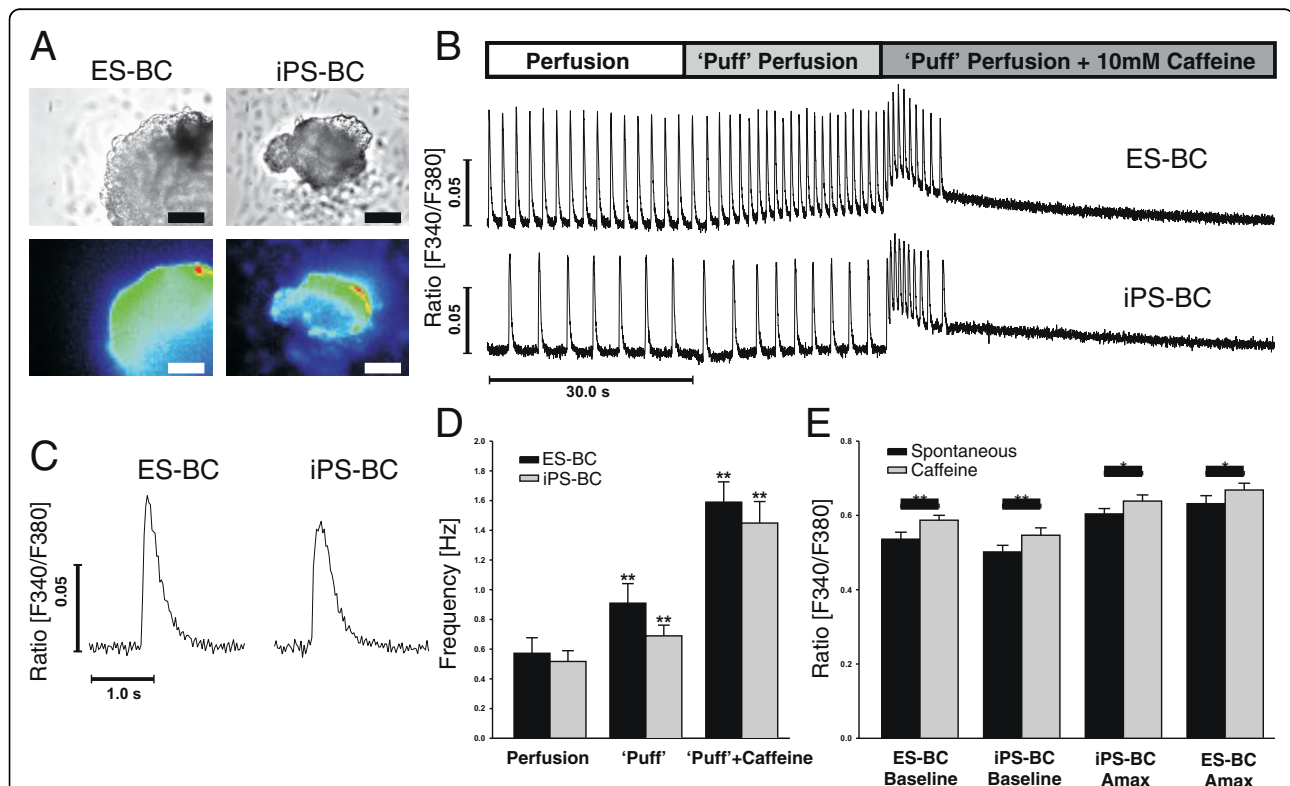 A
ES-BC
iPS-BC
B
Perfusion
'Puff' Perfusion
'Puff' Perfusion + 10mM Caffeine
ES-BC
iPS-BC
Ratio [F340/F380]
0.05
0.05
30.0 s
C
ES-BC
iPS-BC
Ratio [F340/F380]
0.05
1.0 s
D
Frequency [Hz]
2.0
1.8
1.6
1.4
1.2
1.0
0.8
0.6
0.4
0.2
0.0
ES-BC
iPS-BC
**
**
**
**
Perfusion
'Puff'
'Puff'+Caffeine
E
Ratio [F340/F380]
0.8
0.6
0.4
0.2
0.0
Spontaneous
Caffeine
**
**
*
*
ES-BC
Baseline
iPS-BC
Baseline
iPS-BC
Amax
ES-BC
Amax